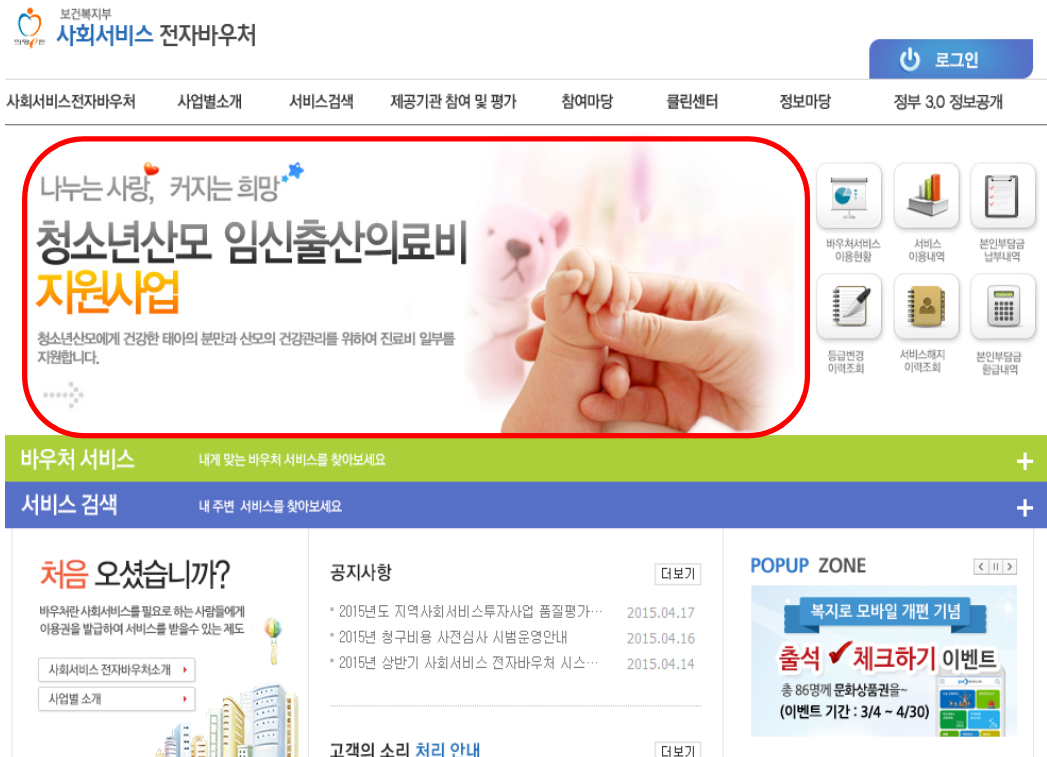 보건복지부
사회서비스 전자바우처
희망e든
로그인
사회서비스전자바우처 사업별소개 서비스검색 제공기관 참여 및 평가 참여마당 클린센터 정보마당 정부 3.0 정보공개
나누는 사랑, 커지는 희망
청소년산모 임신출산의료비
지원사업
청소년산모에게 건강한 태아의 분만과 산모의 건강관리를 위하여 진료비 일부를
지원합니다.
바우처서비스
이용현황
서비스
이용내역
본인부담금
납부내역
등급변경
이력조회
서비스해지
이력조회
본인부담금
환급내역
바우처 서비스 내게 맞는 바우처 서비스를 찾아보세요 +
서비스 검색 내 주변 서비스를 찾아보세요 +
처음 오셨습니까?
바우처란 사회서비스를 필요로 하는 사람들에게
이용권을 발급하여 서비스를 받을수 있는 제도
사회서비스 전자바우처소개
사업별 소개
공지사항 더보기
2015년도 지역사회서비스투자사업 품질평가… 2015.04.17
2015년 청구비용 사전심사 시범운영안내 2015.04.16
2015년 상반기 사회서비스 전자바우처 시스… 2015.04.14
고객의 소리 처리 안내 더보기
POPUP ZONE
복지로 모바일 개편 기념
출석 체크하기 이벤트
총 86명께 문화상품권을~
(이벤트 기간 : 3/4 ~ 4/30)